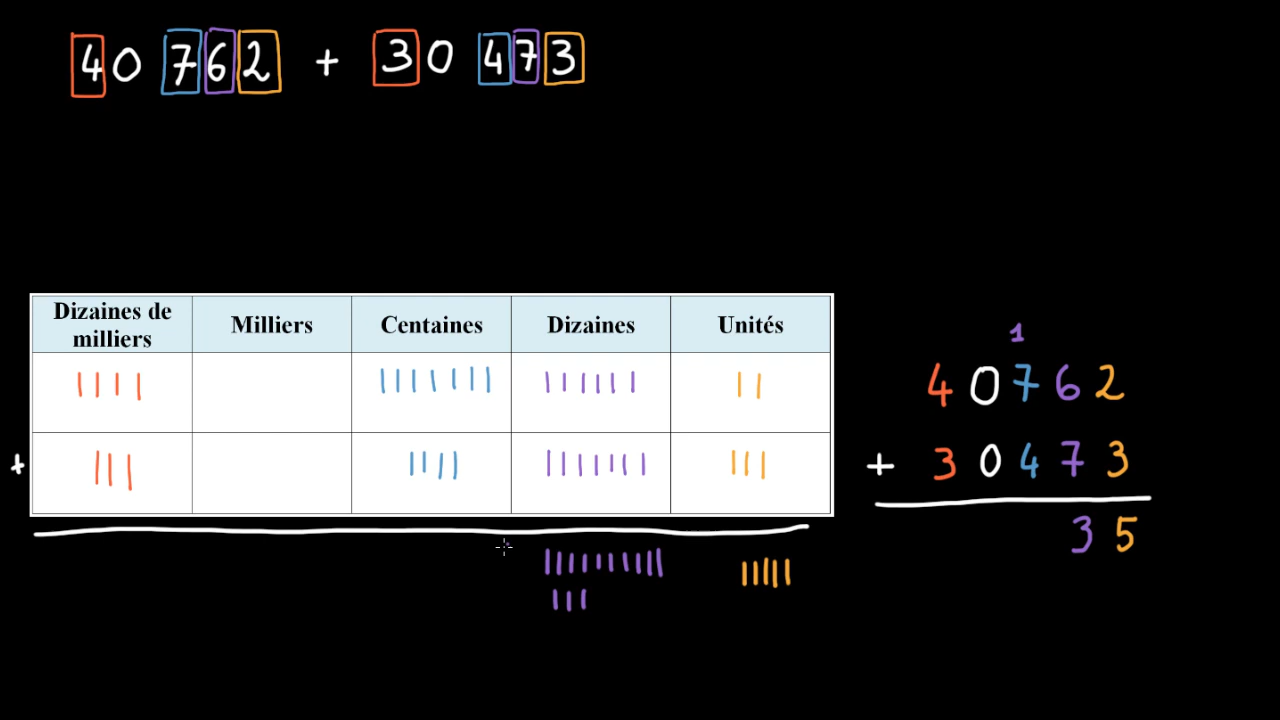 40 762 + 30 473
Dizaines de milliers Milliers Centaines Dizaines Unités
+
1
40762
+ 30473
35